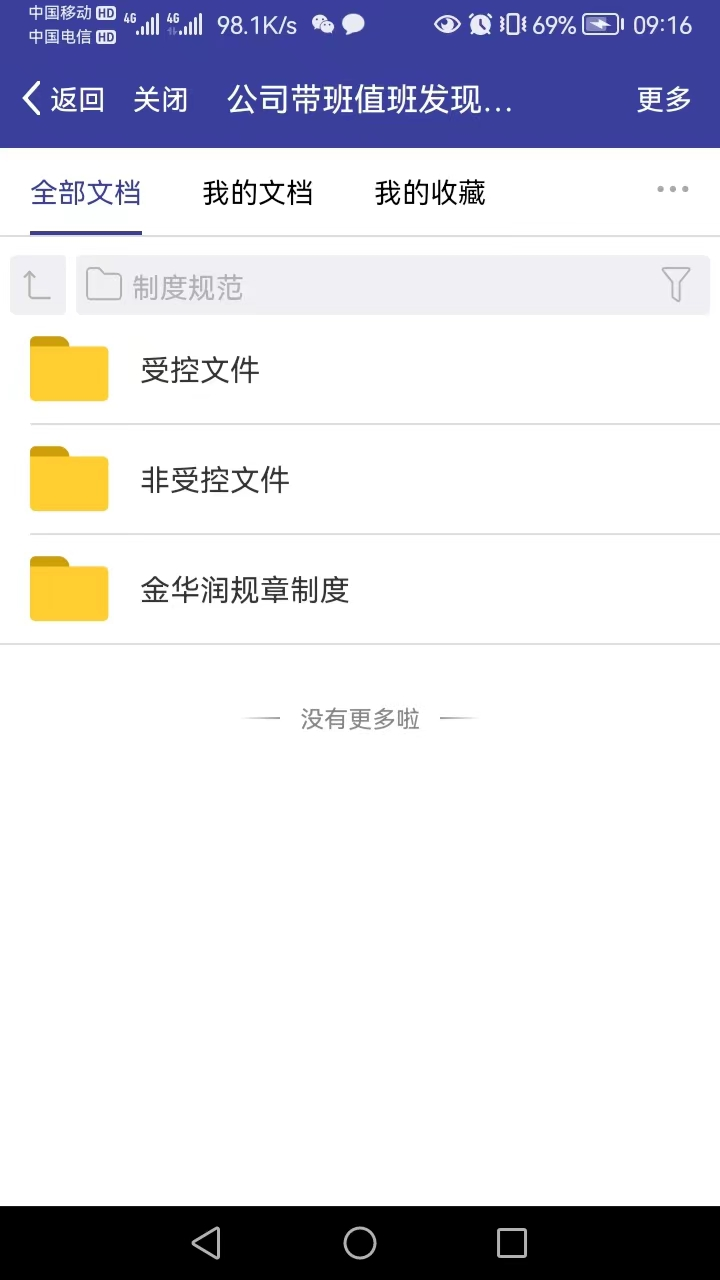 中国移动 HD 4G 4G 98.1K/s 69% 09:16
中国电信 HD
返回 关闭 公司带班值班发现... 更多
全部文档 我的文档 我的收藏
制度规范
受控文件
非受控文件
金华润规章制度
没有更多啦